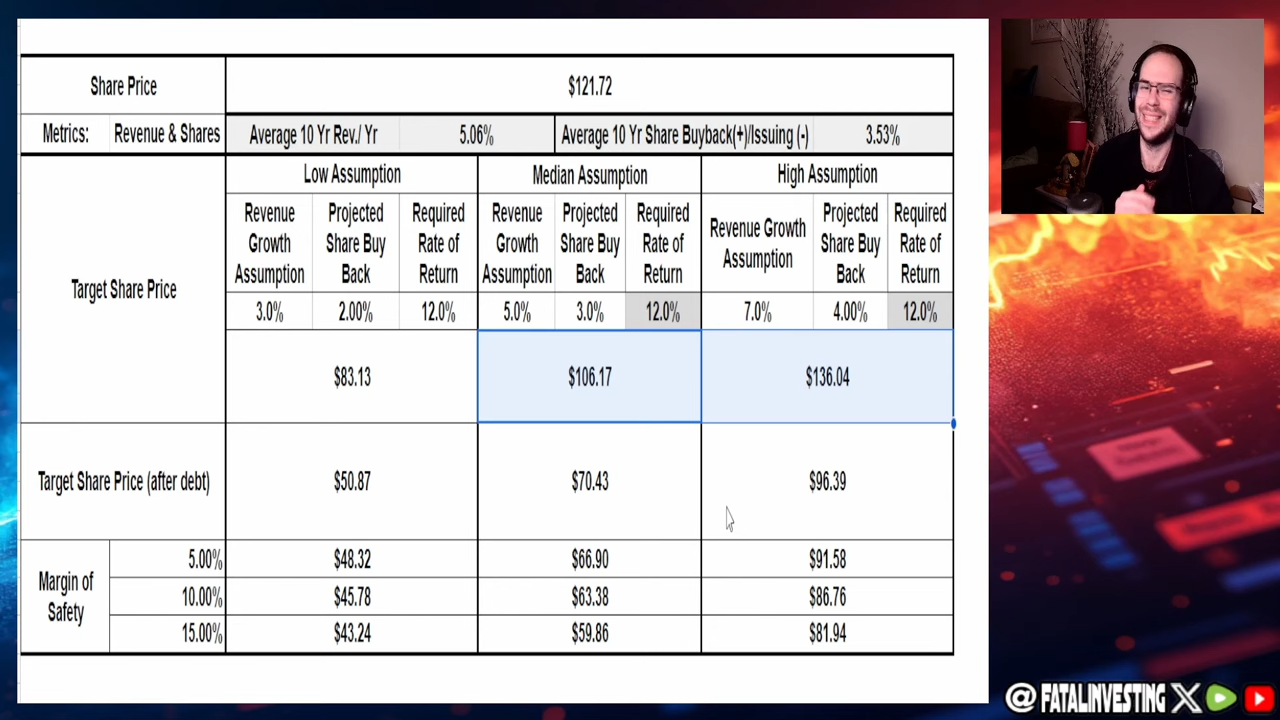 Share Price $121.72
Metrics: Revenue & Shares Average 10 Yr Rev./ Yr 5.06% Average 10 Yr Share Buyback(+)/Issuing (-) 3.53%
Target Share Price
Low Assumption Median Assumption High Assumption
Revenue Growth Assumption Projected Share Buy Back Required Rate of Return Revenue Growth Assumption Projected Share Buy Back Required Rate of Return Revenue Growth Assumption Projected Share Buy Back Required Rate of Return
3.0% 2.00% 12.0% 5.0% 3.0% 12.0% 7.0% 4.00% 12.0%
$83.13 $106.17 $136.04
Target Share Price (after debt) $50.87 $70.43 $96.39
Margin of Safety
5.00% $48.32 $66.90 $91.58
10.00% $45.78 $63.38 $86.76
15.00% $43.24 $59.86 $81.94
@FATALINVESTING